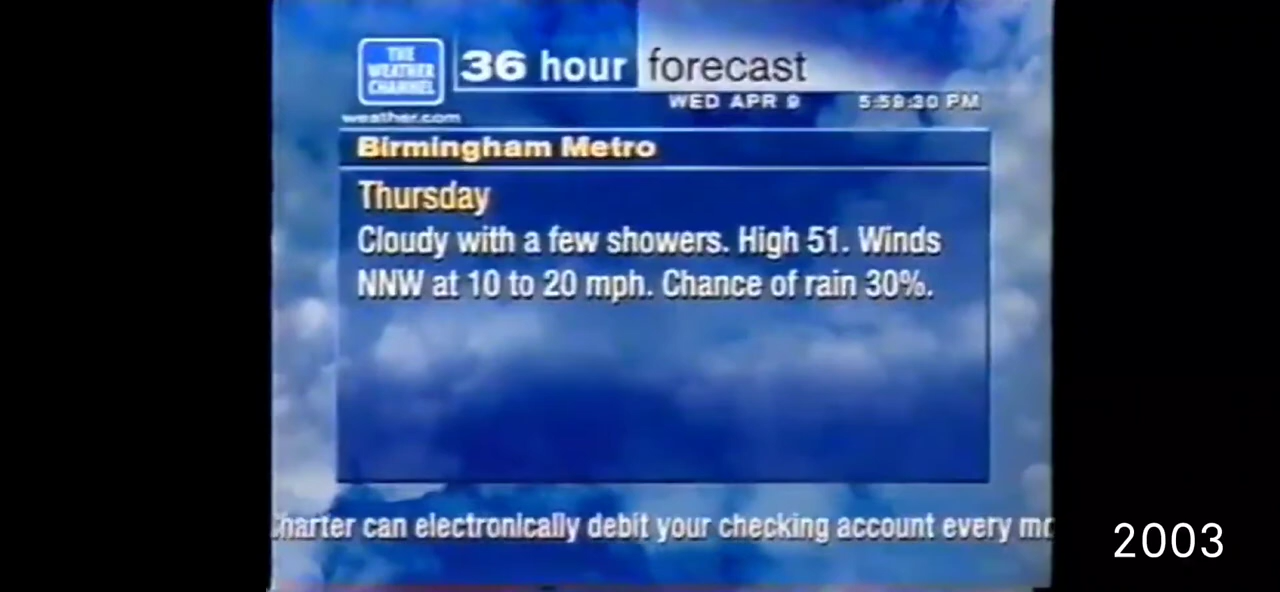 THE
WEATHER
CHANNEL
36 hour forecast
WED APR 9 5:59:30 PM
weather.com
Birmingham Metro
Thursday
Cloudy with a few showers. High 51. Winds
NNW at 10 to 20 mph. Chance of rain 30%.
Charter can electronically debit your checking account every mo
2003